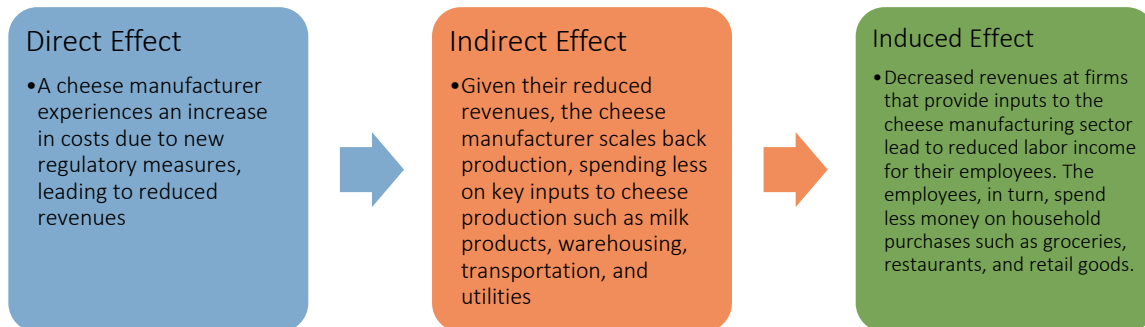 Direct Effect
•A cheese manufacturer
experiences an increase
in costs due to new
regulatory measures,
leading to reduced
revenues
Indirect Effect
•Given their reduced
revenues, the cheese
manufacturer scales back
production, spending less
on key inputs to cheese
production such as milk
products, warehousing,
transportation, and
utilities
Induced Effect
•Decreased revenues at firms
that provide inputs to the
cheese manufacturing sector
lead to reduced labor income
for their employees. The
employees, in turn, spend
less money on household
purchases such as groceries,
restaurants, and retail goods.